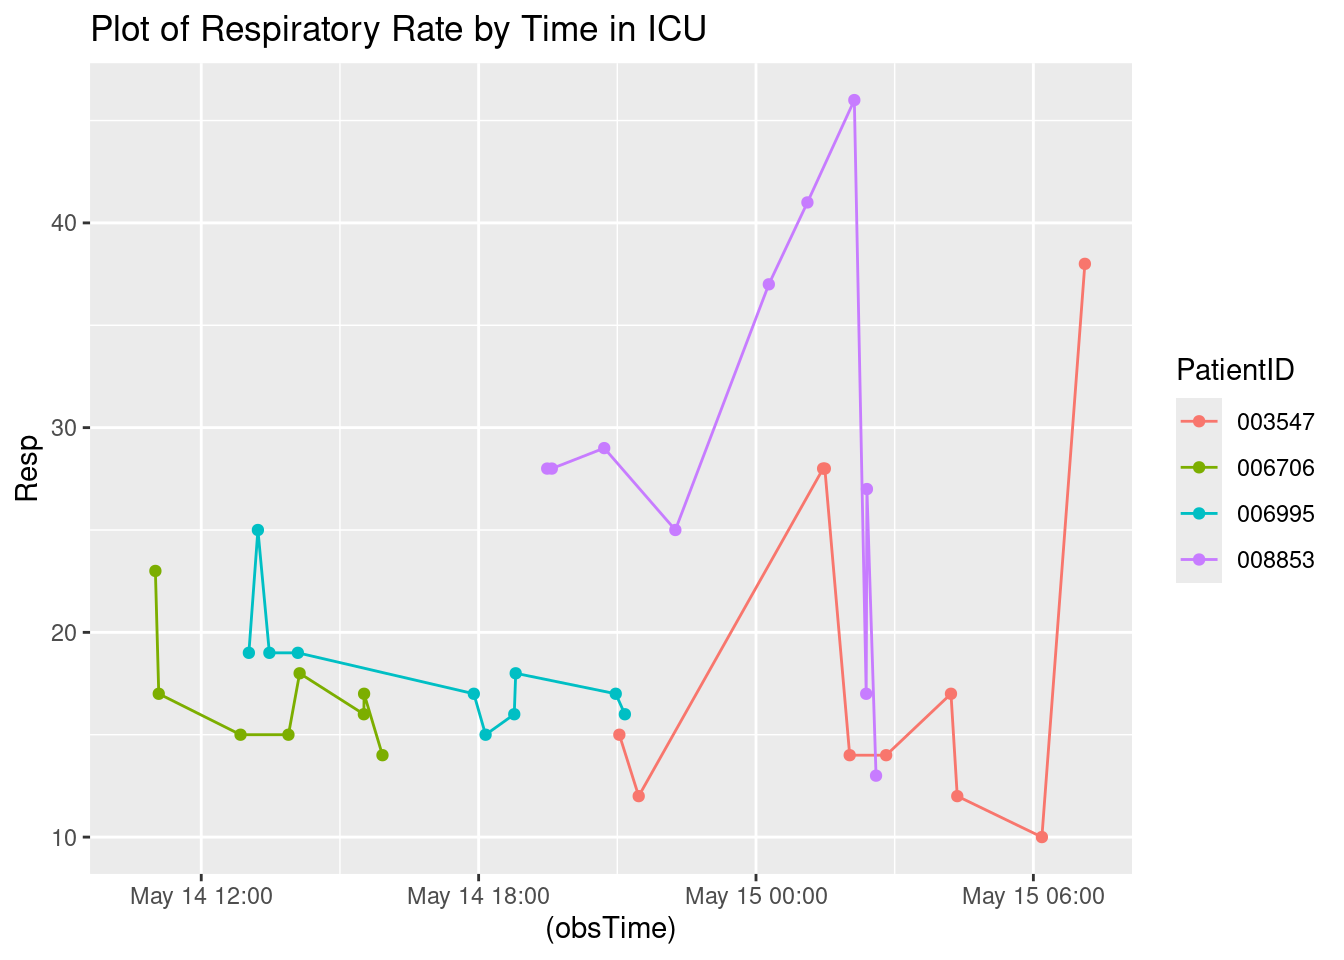 Plot of Respiratory Rate by Time in ICU
Resp
40
30
20
10
May 14 12:00 May 14 18:00 May 15 00:00 May 15 06:00
(obsTime)
PatientID
003547
006706
006995
008853